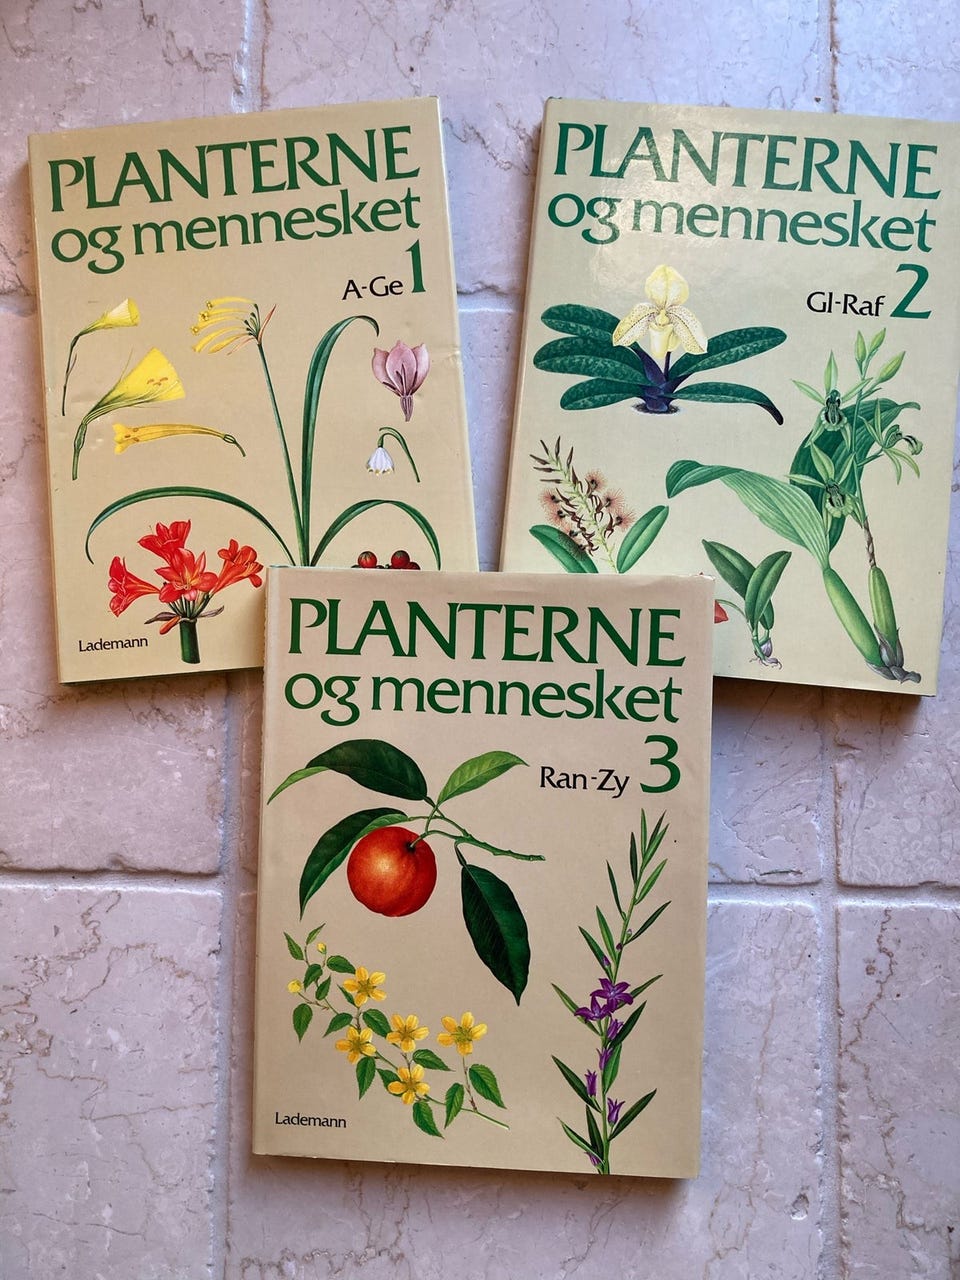 PLANTERNE
og mennesket
A-Ge 1
Lademann
PLANTERNE
og mennesket
Gl-Raf 2
PLANTERNE
og mennesket
Ran-Zy 3
Lademann